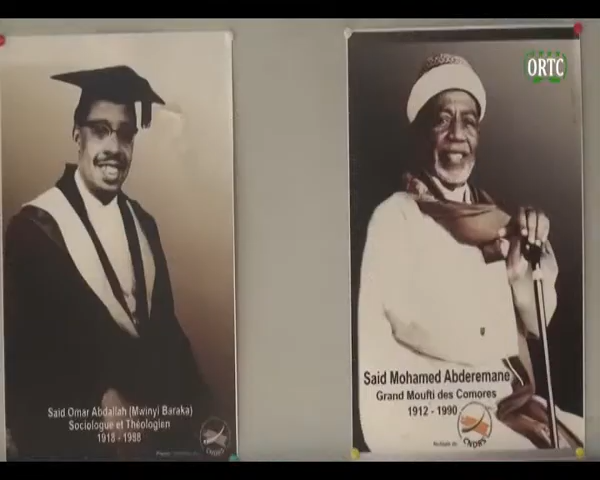 ORTC
Said Omar Abdallah (Mwinyi Baraka)
Sociologue et Théologien
1918 - 1988
CNDRS
Said Mohamed Abderemane
Grand Moufti des Comores
1912 - 1990
CNDRS